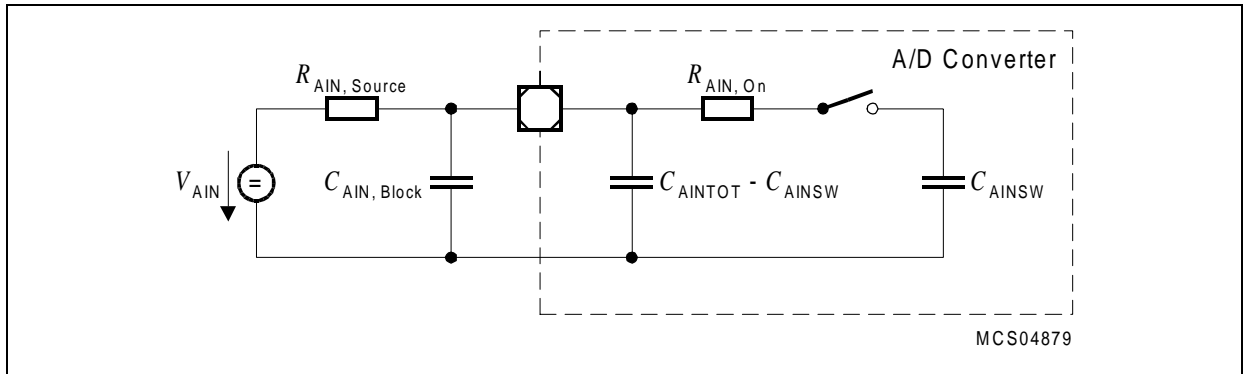 A/D Converter
R AIN, Source
R AIN, On
V AIN
=
C AIN, Block
C AINTOT - C AINSW
C AINSW
MCS04879